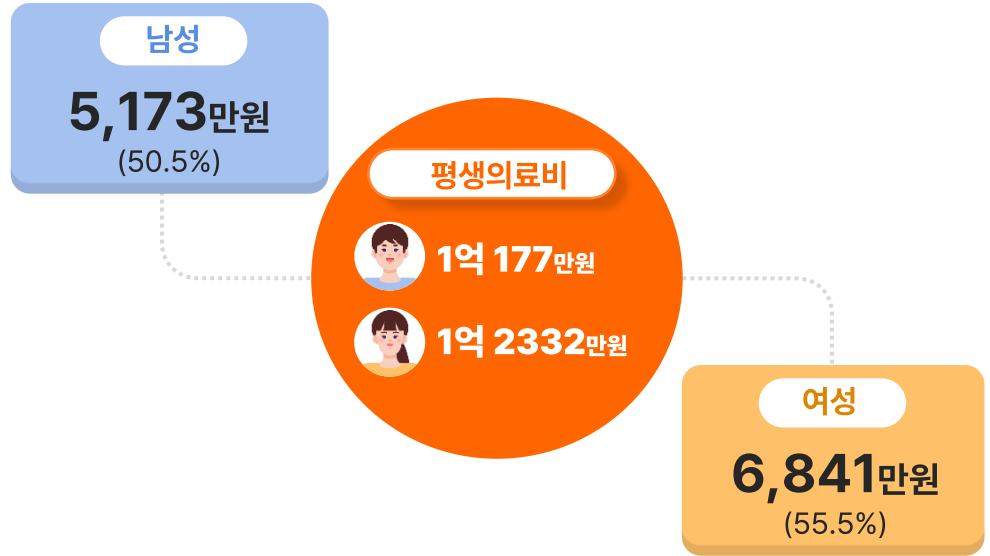 남성
5,173만원
(50.5%)
평생의료비
1억 177만원
1억 2332만원
여성
6,841만원
(55.5%)